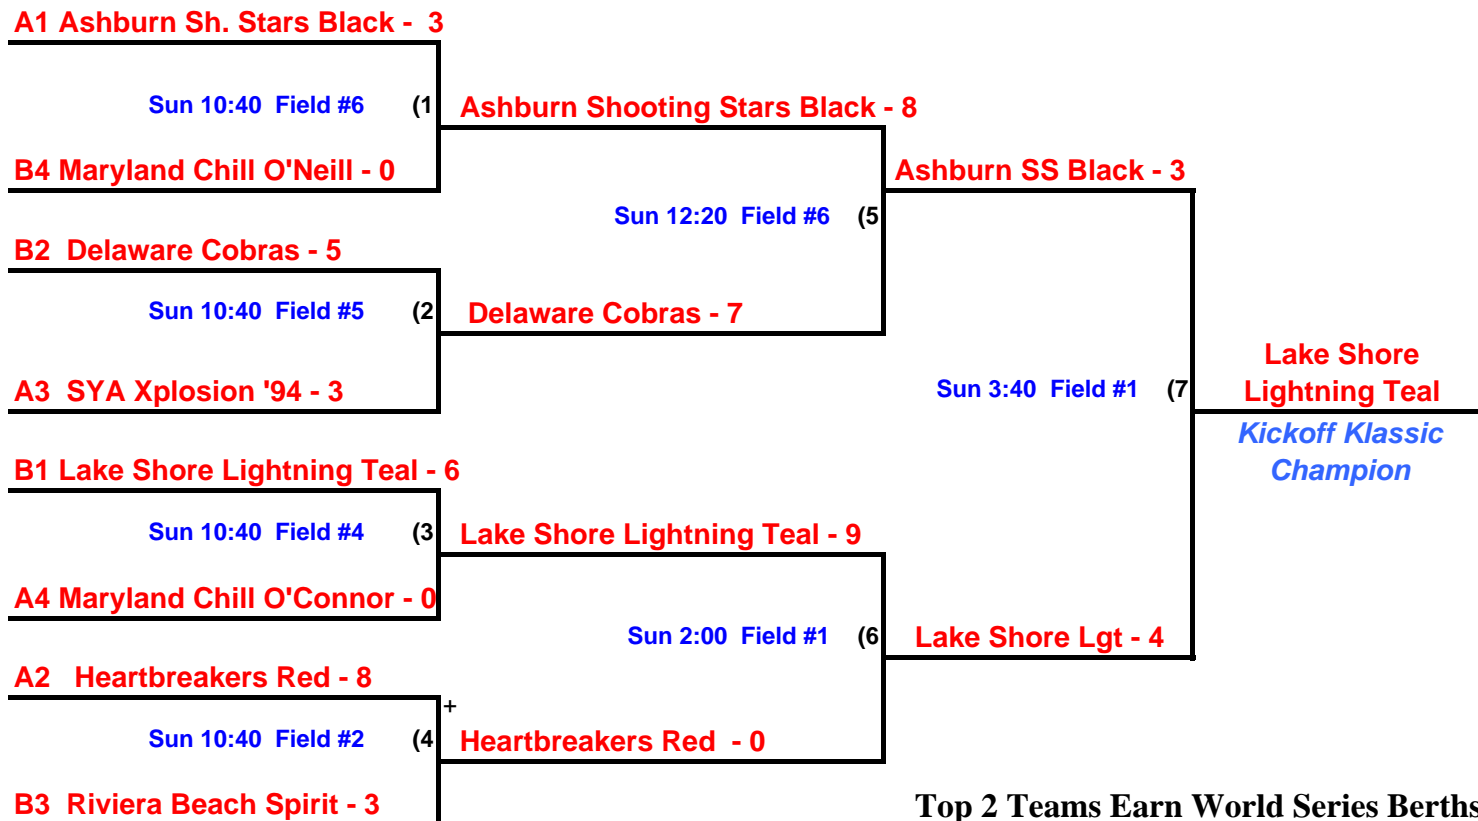 A1 Ashburn Sh. Stars Black - 3
Sun 10:40 Field #6 (1
Ashburn Shooting Stars Black - 8
B4 Maryland Chill O'Neill - 0
Ashburn SS Black - 3
Sun 12:20 Field #6 (5
B2 Delaware Cobras - 5
Sun 10:40 Field #5 (2
Delaware Cobras - 7
A3 SYA Xplosion '94 - 3
Sun 3:40 Field #1 (7
Lake Shore
Lightning Teal
Kickoff Klassic
Champion
B1 Lake Shore Lightning Teal - 6
Sun 10:40 Field #4 (3
Lake Shore Lightning Teal - 9
A4 Maryland Chill O'Connor - 0
Sun 2:00 Field #1 (6
Lake Shore Lgt - 4
A2 Heartbreakers Red - 8
+
Sun 10:40 Field #2 (4
Heartbreakers Red - 0
B3 Riviera Beach Spirit - 3
Top 2 Teams Earn World Series Berths